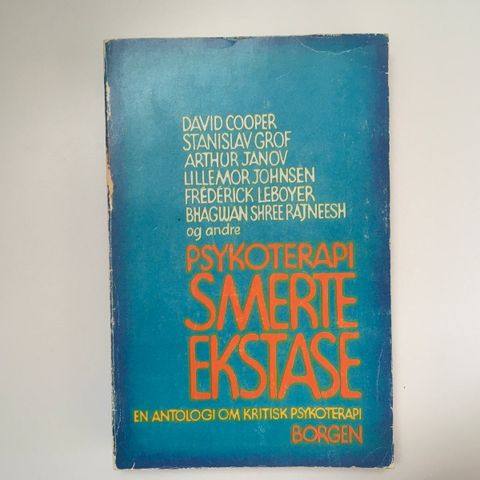 DAVID COOPER
STANISLAV GROF
ARTHUR JANOV
LILLEMOR JOHNSEN
FRÉDÉRICK LEBOYER
BHAGWAN SHREE RAJNEESH
og andre
PSYKOTERAPI
SMERTE
EKSTASE
EN ANTOLOGI OM KRITISK PSYKOTERAPI
BORGEN